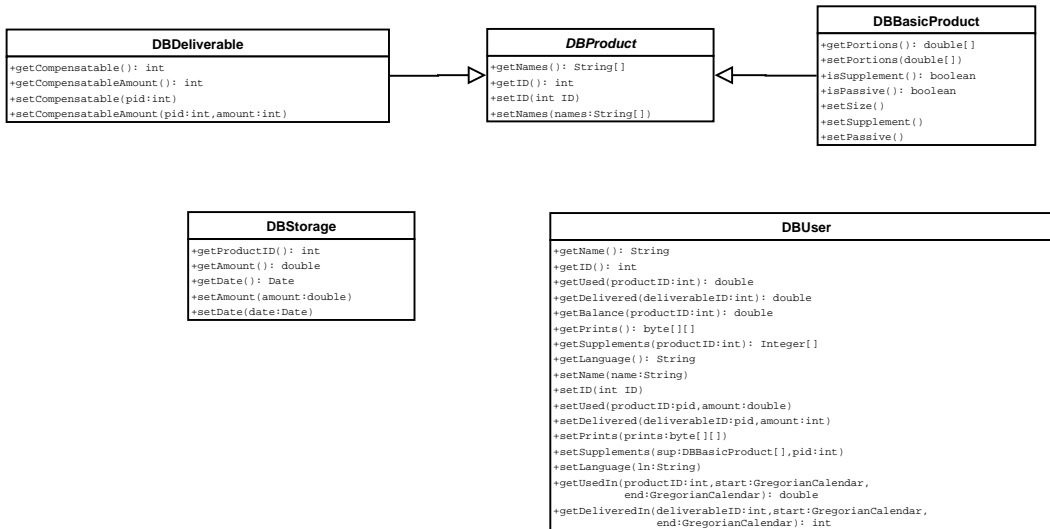 DBDeliverable
+getCompensatable(): int
+getCompensatableAmount(): int
+setCompensatable(pid:int)
+setCompensatableAmount(pid:int,amount:int)
DBProduct
+getNames(): String[]
+getID(): int
+setID(int ID)
+setNames(names:String[])
DBBasicProduct
+getPortions(): double[]
+setPortions(double[])
+isSupplement(): boolean
+isPassive(): boolean
+setSize()
+setSupplement()
+setPassive()
DBStorage
+getProductID(): int
+getAmount(): double
+getDate(): Date
+setAmount(amount:double)
+setDate(date:Date)
DBUser
+getName(): String
+getID(): int
+getUsed(productID:int): double
+getDelivered(deliverableID:int): double
+getBalance(productID:int): double
+getPrints(): byte[][]
+getSupplements(productID:int): Integer[]
+getLanguage(): String
+setName(name:String)
+setID(int ID)
+setUsed(productID:pid,amount:double)
+setDelivered(deliverableID:pid,amount:int)
+setPrints(prints:byte[][])
+setSupplements(sup:DBBasicProduct[],pid:int)
+setLanguage(ln:String)
+getUsedIn(productID:int,start:GregorianCalendar,
end:GregorianCalendar): double
+getDeliveredIn(deliverableID:int,start:GregorianCalendar,
end:GregorianCalendar): int